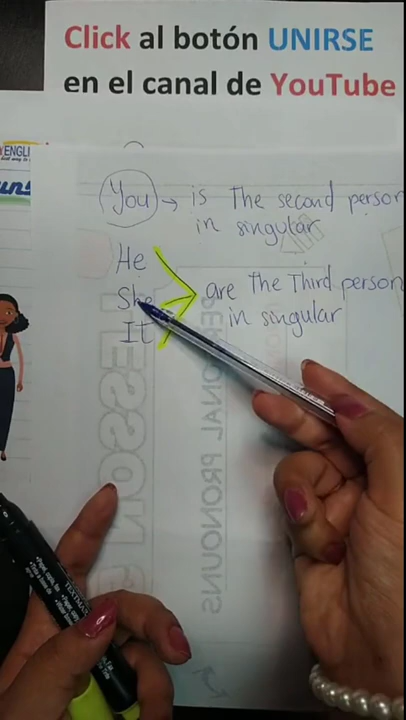 Click al botón UNIRSE
en el canal de YouTube
ENGLI
You → is The second person
in singular
He
She
It
are The Third person
in singular
LESSON
PERSONAL PRONOUNS